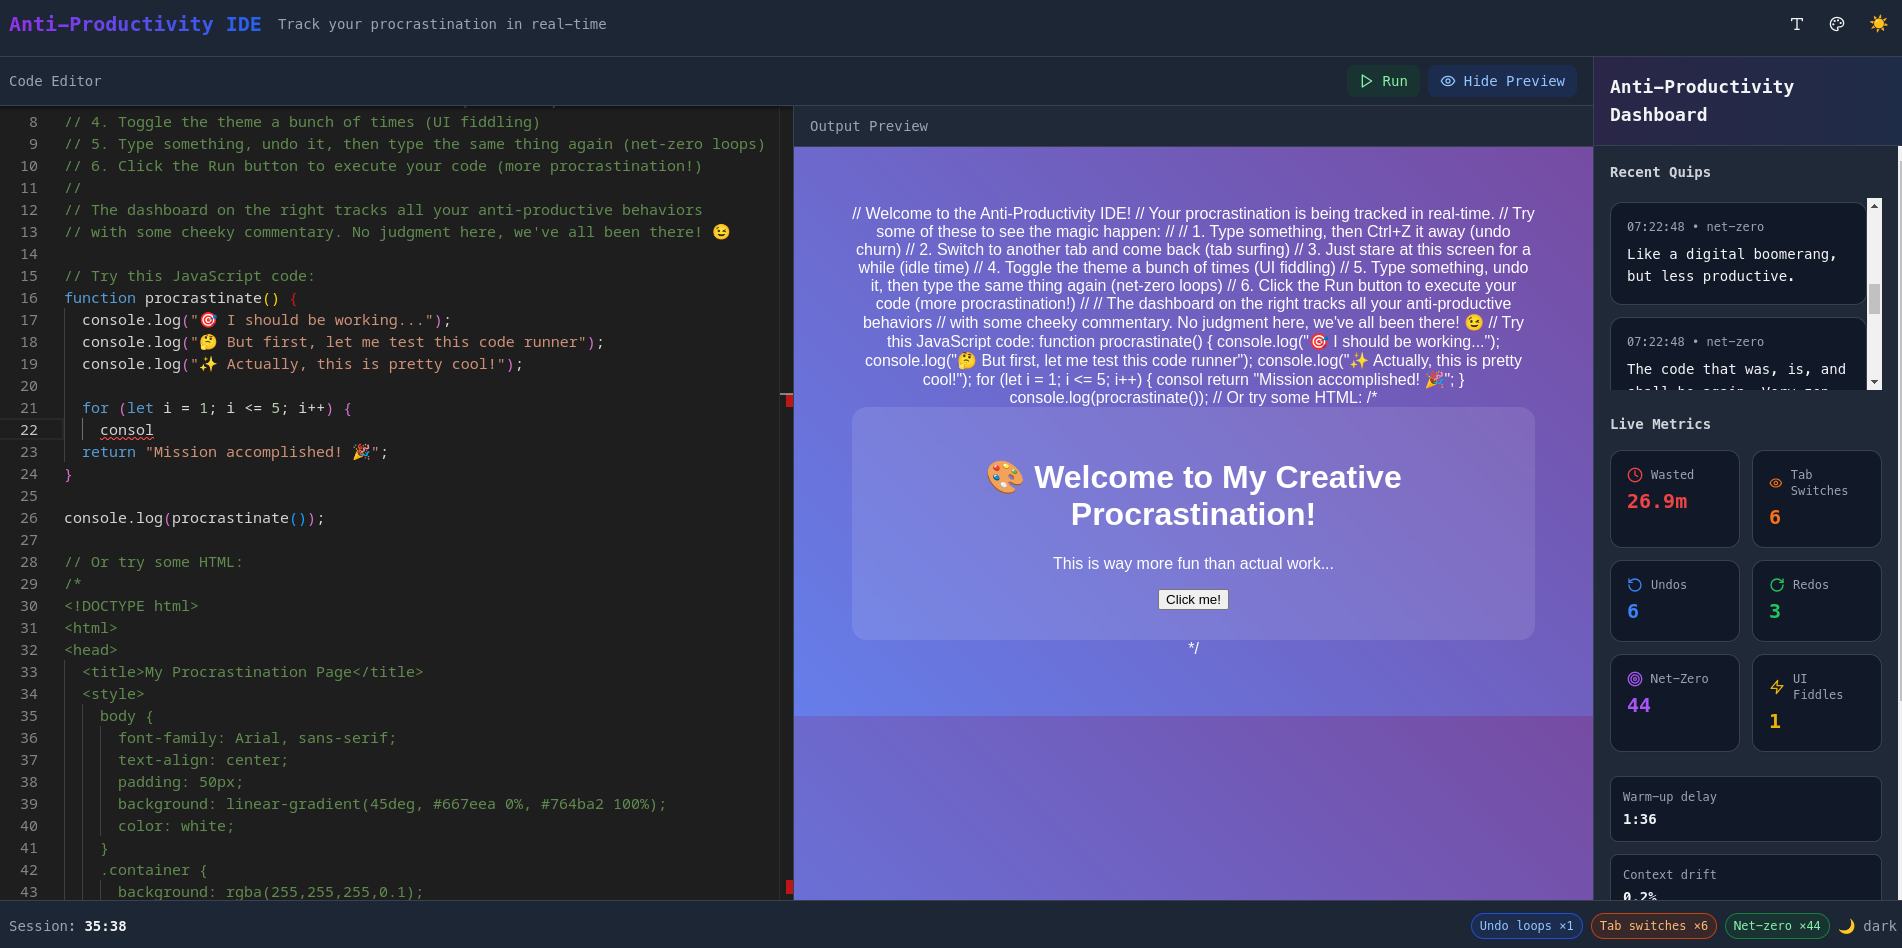 Anti-Productivity IDE Track your procrastination in real-time
Code Editor
Run
Hide Preview
8 // 4. Toggle the theme a bunch of times (UI fiddling)
9 // 5. Type something, undo it, then type the same thing again (net-zero loops)
10 // 6. Click the Run button to execute your code (more procrastination!)
11 //
12 // The dashboard on the right tracks all your anti-productive behaviors
13 // with some cheeky commentary. No judgment here, we've all been there! 😉
14
15 // Try this JavaScript code:
16 function procrastinate() {
17 console.log("🎯 I should be working...");
18 console.log("🤔 But first, let me test this code runner");
19 console.log("✨ Actually, this is pretty cool!");
20
21 for (let i = 1; i <= 5; i++) {
22 consol
23 return "Mission accomplished! 🎉";
24 }
25
26 console.log(procrastinate());
27
28 // Or try some HTML:
29 /*
30 <!DOCTYPE html>
31 <html>
32 <head>
33 <title>My Procrastination Page</title>
34 <style>
35 body {
36 font-family: Arial, sans-serif;
37 text-align: center;
38 padding: 50px;
39 background: linear-gradient(45deg, #667eea 0%, #764ba2 100%);
40 color: white;
41 }
42 .container {
43 background: rgba(255,255,255,0.1);
Output Preview
// Welcome to the Anti-Productivity IDE! // Your procrastination is being tracked in real-time. // Try
some of these to see the magic happen: // // 1. Type something, then Ctrl+Z it away (undo
churn) // 2. Switch to another tab and come back (tab surfing) // 3. Just stare at this screen for a
while (idle time) // 4. Toggle the theme a bunch of times (UI fiddling) // 5. Type something, undo
it, then type the same thing again (net-zero loops) // 6. Click the Run button to execute your
code (more procrastination!) // // The dashboard on the right tracks all your anti-productive
behaviors // with some cheeky commentary. No judgment here, we've all been there! 😉 // Try
this JavaScript code: function procrastinate() { console.log("🎯 I should be working...");
console.log("🤔 But first, let me test this code runner"); console.log("✨ Actually, this is pretty
cool!"); for (let i = 1; i <= 5; i++) { consol return "Mission accomplished! 🎉"; }
console.log(procrastinate()); // Or try some HTML: /*
🎨 Welcome to My Creative
Procrastination!
This is way more fun than actual work...
Click me!
*/
Anti-Productivity
Dashboard
Recent Quips
07:22:48 • net-zero
Like a digital boomerang,
but less productive.
07:22:48 • net-zero
The code that was, is, and
shall be again. Very zen.
Live Metrics
Wasted
26.9m
Tab
Switches
6
Undos
6
Redos
3
Net-Zero
44
UI
Fiddles
1
Warm-up delay
1:36
Context drift
0.2%
Session: 35:38
Undo loops ×1
Tab switches ×6
Net-zero ×44
🌙 dark